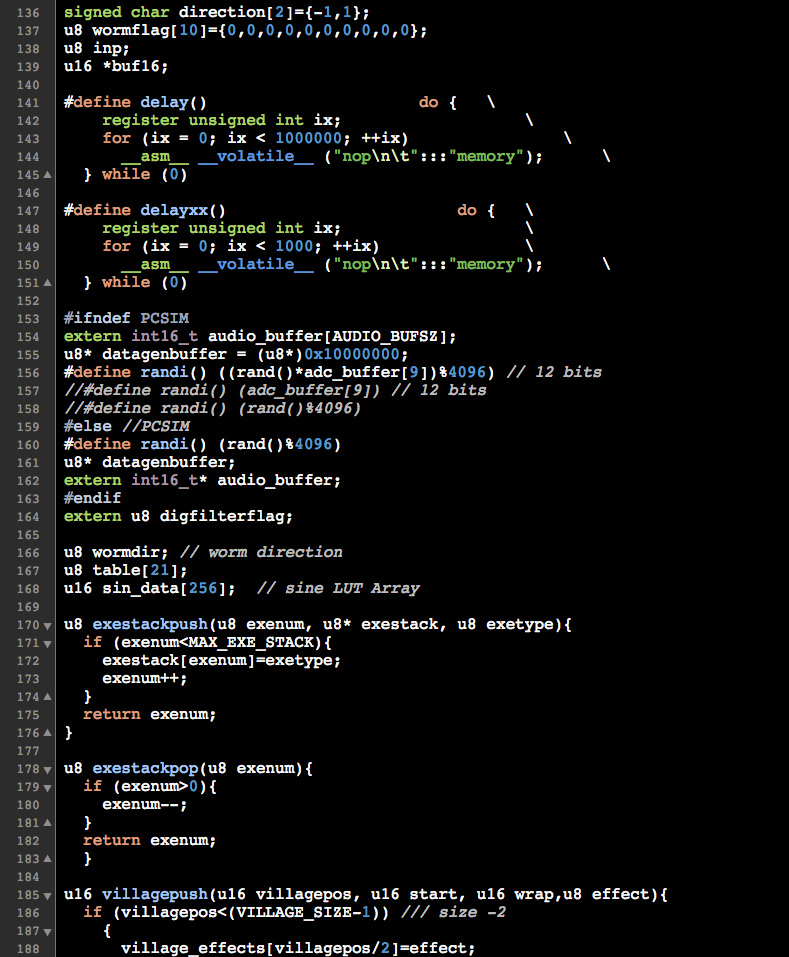 136 signed char direction[2]={-1,1};
137 u8 wormflag[10]={0,0,0,0,0,0,0,0,0,0};
138 u8 inp;
139 u16 *buf16;
140
141 #define delay() do { \
142 register unsigned int ix; \
143 for (ix = 0; ix < 1000000; ++ix) \
144 __asm__ __volatile__ ("nop\n\t":::"memory"); \
145 } while (0)
146
147 #define delayxx() do { \
148 register unsigned int ix; \
149 for (ix = 0; ix < 1000; ++ix) \
150 __asm__ __volatile__ ("nop\n\t":::"memory"); \
151 } while (0)
152
153 #ifndef PCSIM
154 extern int16_t audio_buffer[AUDIO_BUFSZ];
155 u8* datagenbuffer = (u8*)0x10000000;
156 #define randi() ((rand()*adc_buffer[9])%4096) // 12 bits
157 //#define randi() (adc_buffer[9]) // 12 bits
158 //#define randi() (rand()%4096)
159 #else //PCSIM
160 #define randi() (rand()%4096)
161 u8* datagenbuffer;
162 extern int16_t* audio_buffer;
163 #endif
164 extern u8 digfilterflag;
165
166 u8 wormdir; // worm direction
167 u8 table[21];
168 u16 sin_data[256]; // sine LUT Array
169
170 u8 exestackpush(u8 exenum, u8* exestack, u8 exetype){
171 if (exenum<MAX_EXE_STACK){
172 exestack[exenum]=exetype;
173 exenum++;
174 }
175 return exenum;
176 }
177
178 u8 exestackpop(u8 exenum){
179 if (exenum>0){
180 exenum--;
181 }
182 return exenum;
183 }
184
185 u16 villagepush(u16 villagepos, u16 start, u16 wrap,u8 effect){
186 if (villagepos<(VILLAGE_SIZE-1)) /// size -2
187 {
188 village_effects[villagepos/2]=effect;